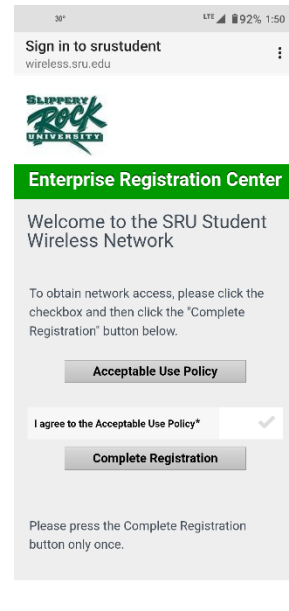 30° LTE 92% 1:50
Sign in to srustudent
wireless.sru.edu
SLIPPERY
ROCK
UNIVERSITY
Enterprise Registration Center
Welcome to the SRU Student
Wireless Network
To obtain network access, please click the
checkbox and then click the "Complete
Registration" button below.
Acceptable Use Policy
I agree to the Acceptable Use Policy*
Complete Registration
Please press the Complete Registration
button only once.